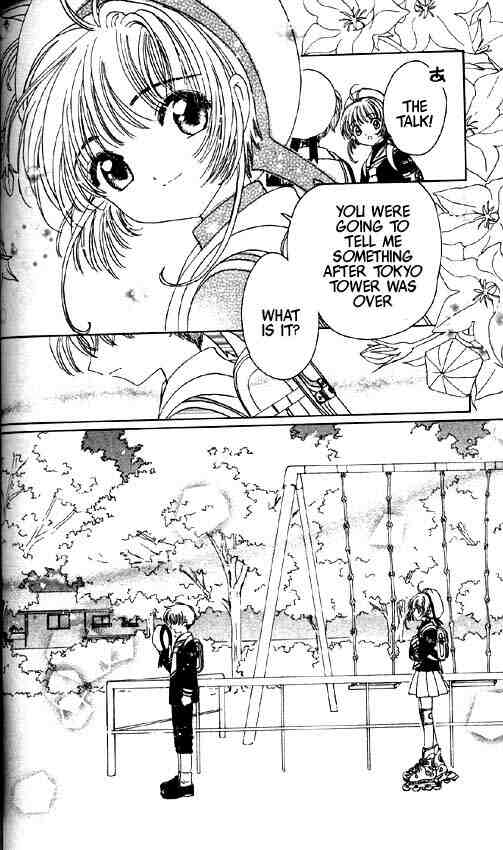 あ
THE
TALK!
YOU WERE
GOING TO
TELL ME
SOMETHING
AFTER TOKYO
TOWER WAS
OVER
WHAT
IS IT?